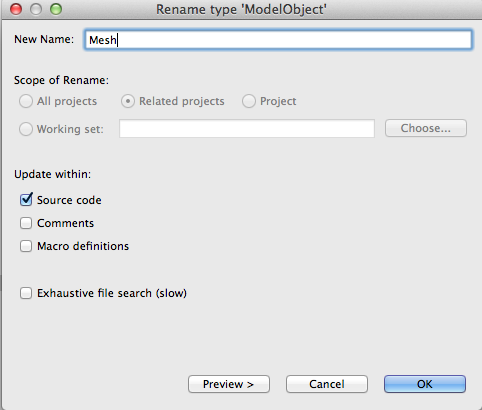 Rename type 'ModelObject'
New Name: Mesh
Scope of Rename:
All projects Related projects Project
Working set: Choose...
Update within:
Source code
Comments
Macro definitions
Exhaustive file search (slow)
Preview > Cancel OK